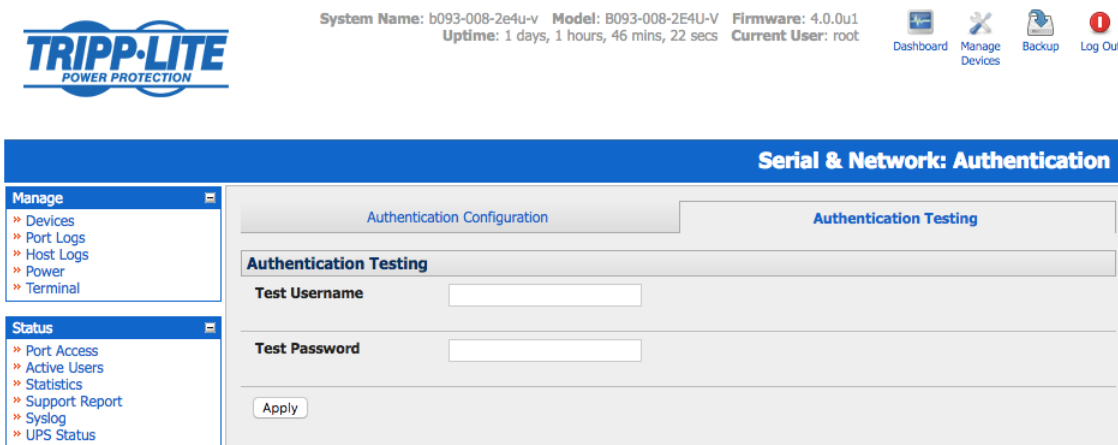 TRIPP·LITE
POWER PROTECTION
System Name: b093-008-2e4u-v Model: B093-008-2E4U-V Firmware: 4.0.0u1
Uptime: 1 days, 1 hours, 46 mins, 22 secs Current User: root
Dashboard
Manage
Devices
Backup
Log Out
Serial & Network: Authentication
Manage
» Devices
» Port Logs
» Host Logs
» Power
» Terminal
Status
» Port Access
» Active Users
» Statistics
» Support Report
» Syslog
» UPS Status
Authentication Configuration
Authentication Testing
Authentication Testing
Test Username
Test Password
Apply